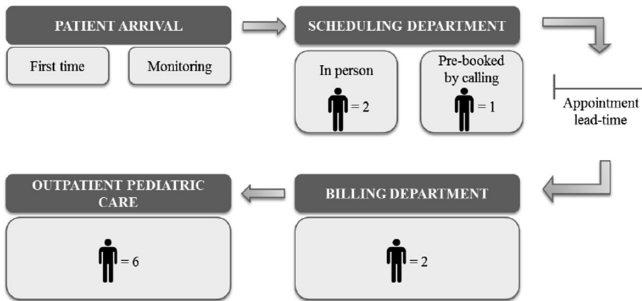 PATIENT ARRIVAL
First time
Monitoring
SCHEDULING DEPARTMENT
In person
= 2
Pre-booked
by calling
= 1
Appointment
lead-time
OUTPATIENT PEDIATRIC
CARE
= 6
BILLING DEPARTMENT
= 2